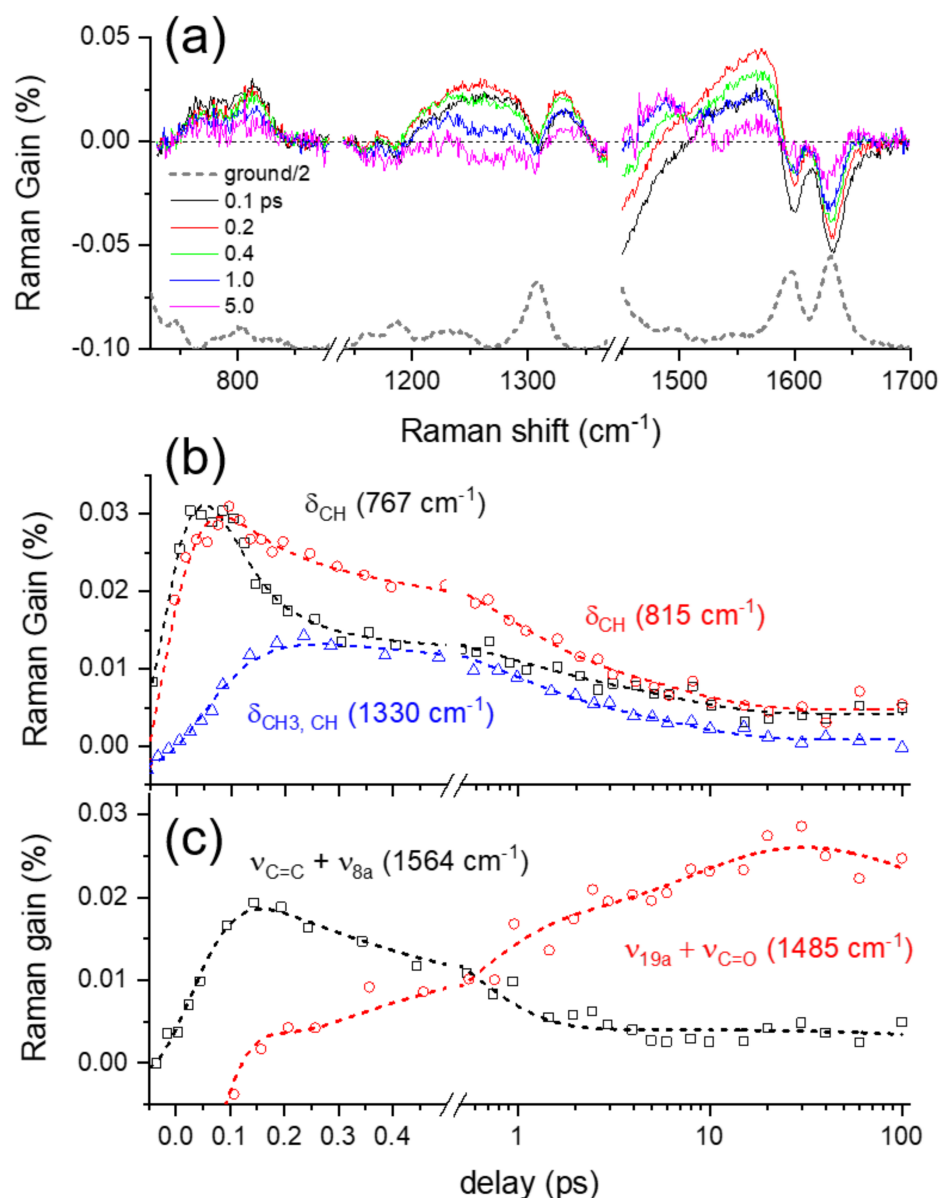 (a)
Raman Gain (%)
0.05
0.00
-0.05
-0.10
ground/2
0.1 ps
0.2
0.4
1.0
5.0
800
1200
1300
1500
1600
1700
Raman shift (cm⁻¹)
(b)
Raman Gain (%)
0.03
0.02
0.01
0.00
δCH (767 cm⁻¹)
δCH (815 cm⁻¹)
δCH3, CH (1330 cm⁻¹)
(c)
Raman gain (%)
0.03
0.02
0.01
0.00
νC=C + ν8a (1564 cm⁻¹)
ν19a + νC=O (1485 cm⁻¹)
0.0 0.1 0.2 0.3 0.4
1
10
100
delay (ps)